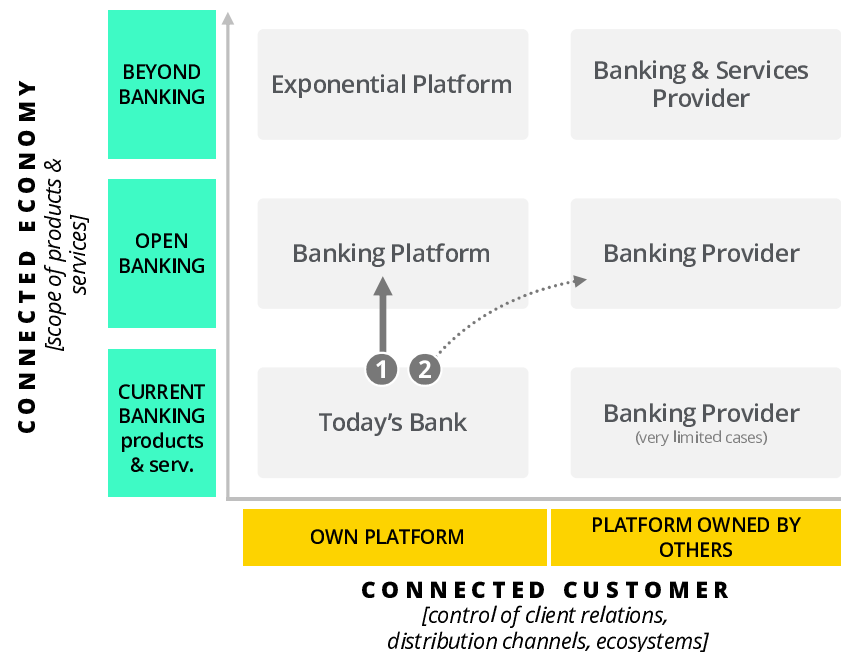 CONNECTED ECONOMY
[scope of products &
services]
BEYOND
BANKING
Exponential Platform
Banking & Services
Provider
OPEN
BANKING
Banking Platform
Banking Provider
1
2
CURRENT
BANKING
products
& serv.
Today’s Bank
Banking Provider
(very limited cases)
OWN PLATFORM
PLATFORM OWNED BY
OTHERS
CONNECTED CUSTOMER
[control of client relations,
distribution channels, ecosystems]